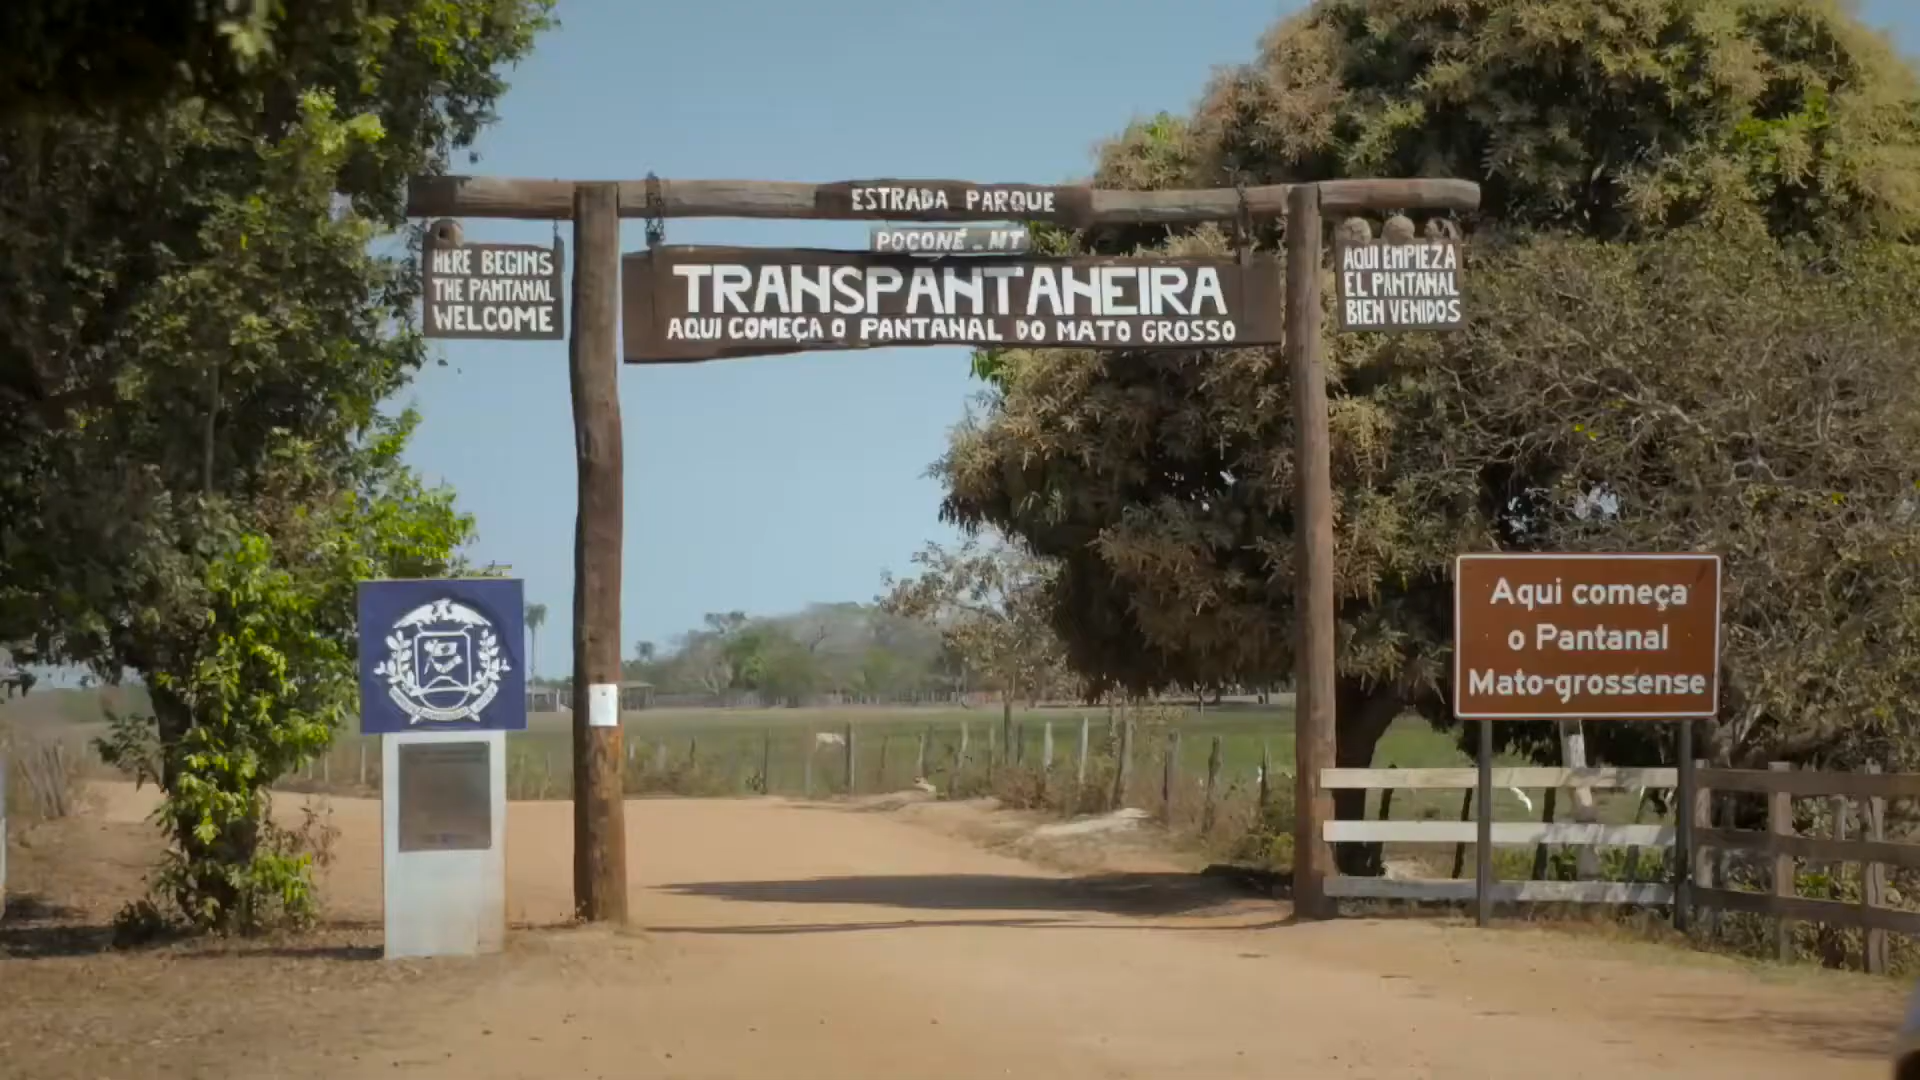 ESTRADA PARQUE
POCONÉ - MT
HERE BEGINS
THE PANTANAL
WELCOME
TRANSPANTANEIRA
AQUI COMEÇA O PANTANAL DO MATO GROSSO
AQUI EMPIEZA
EL PANTANAL
BIEN VENIDOS
Aqui começa
o Pantanal
Mato-grossense